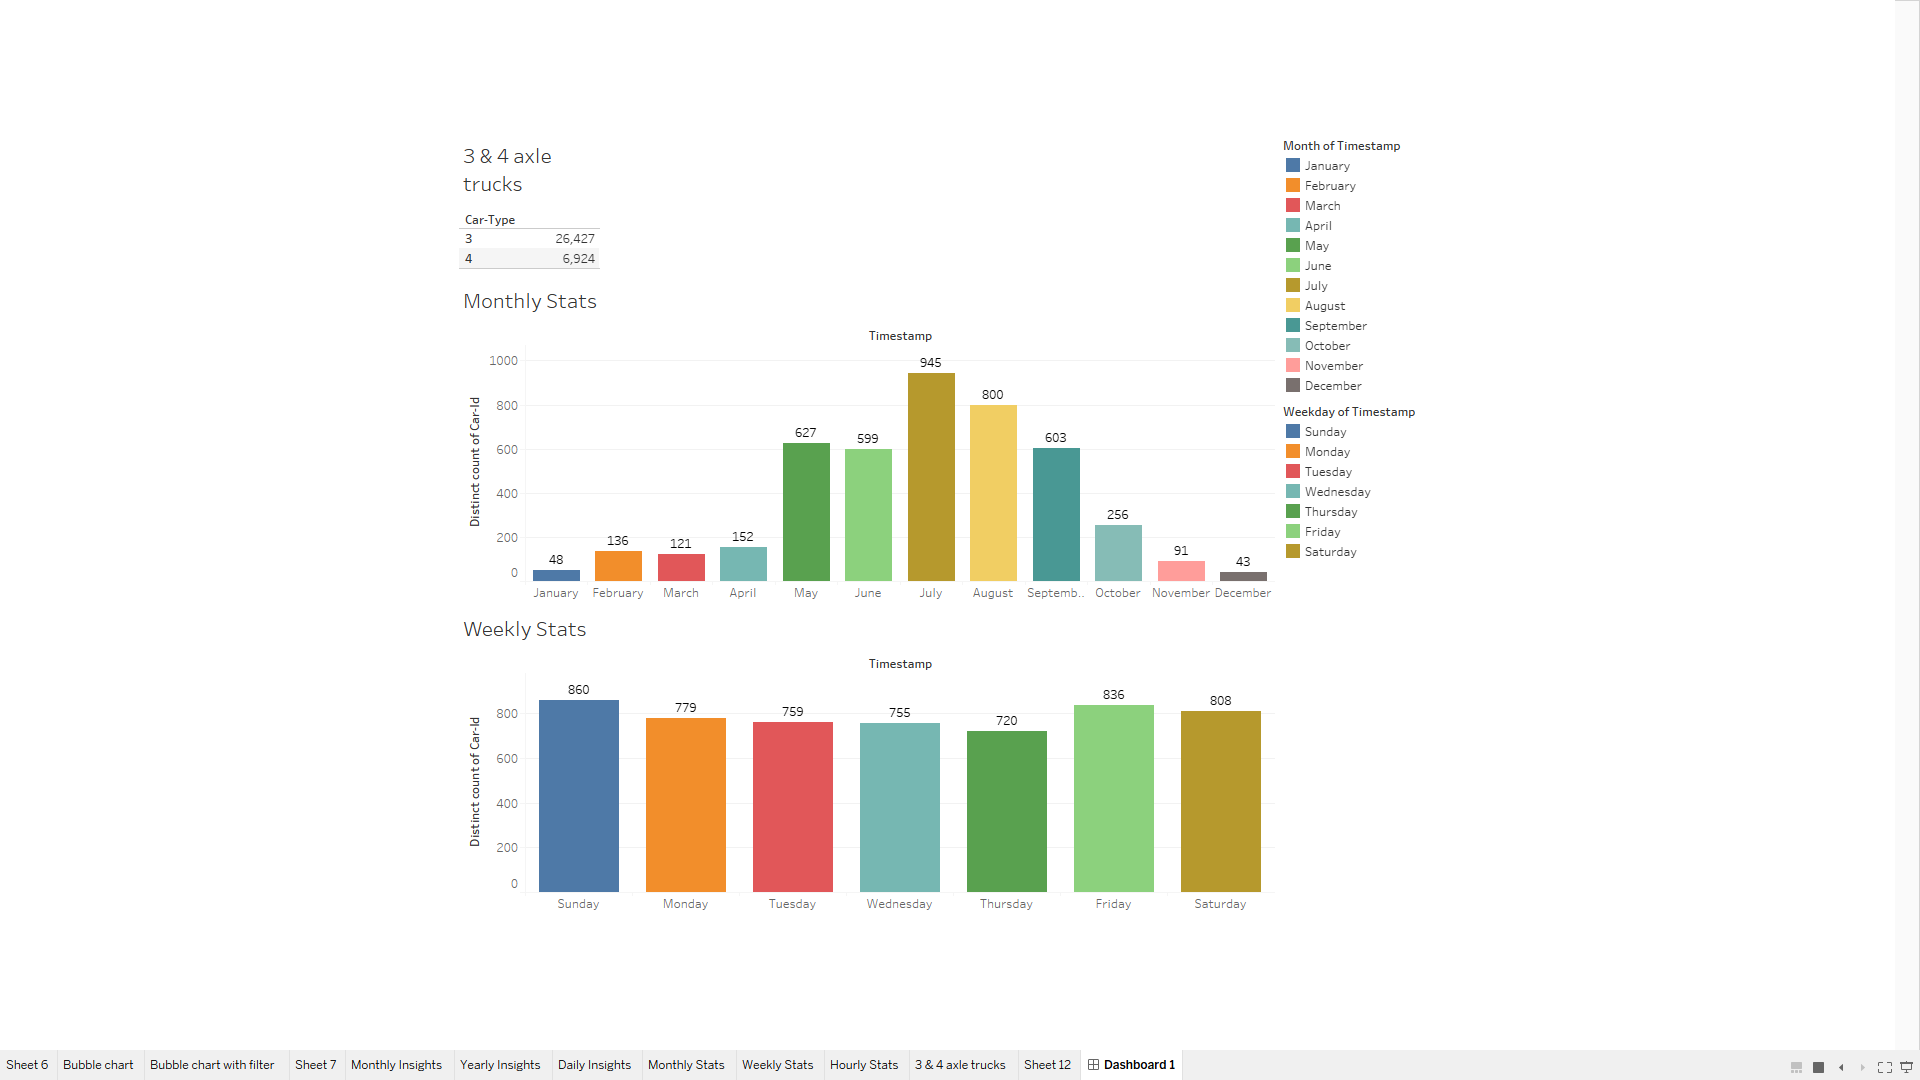 3 & 4 axle
trucks
Car-Type
3 26,427
4 6,924
Monthly Stats
Timestamp
Distinct count of Car-Id
1000
800
600
400
200
0
48
136
121
152
627
599
945
800
603
256
91
43
January February March April May June July August Septemb.. October November December
Weekly Stats
Timestamp
Distinct count of Car-Id
800
600
400
200
0
860
779
759
755
720
836
808
Sunday Monday Tuesday Wednesday Thursday Friday Saturday
Month of Timestamp
January
February
March
April
May
June
July
August
September
October
November
December
Weekday of Timestamp
Sunday
Monday
Tuesday
Wednesday
Thursday
Friday
Saturday
Sheet 6 Bubble chart Bubble chart with filter Sheet 7 Monthly Insights Yearly Insights Daily Insights Monthly Stats Weekly Stats Hourly Stats 3 & 4 axle trucks Sheet 12 Dashboard 1